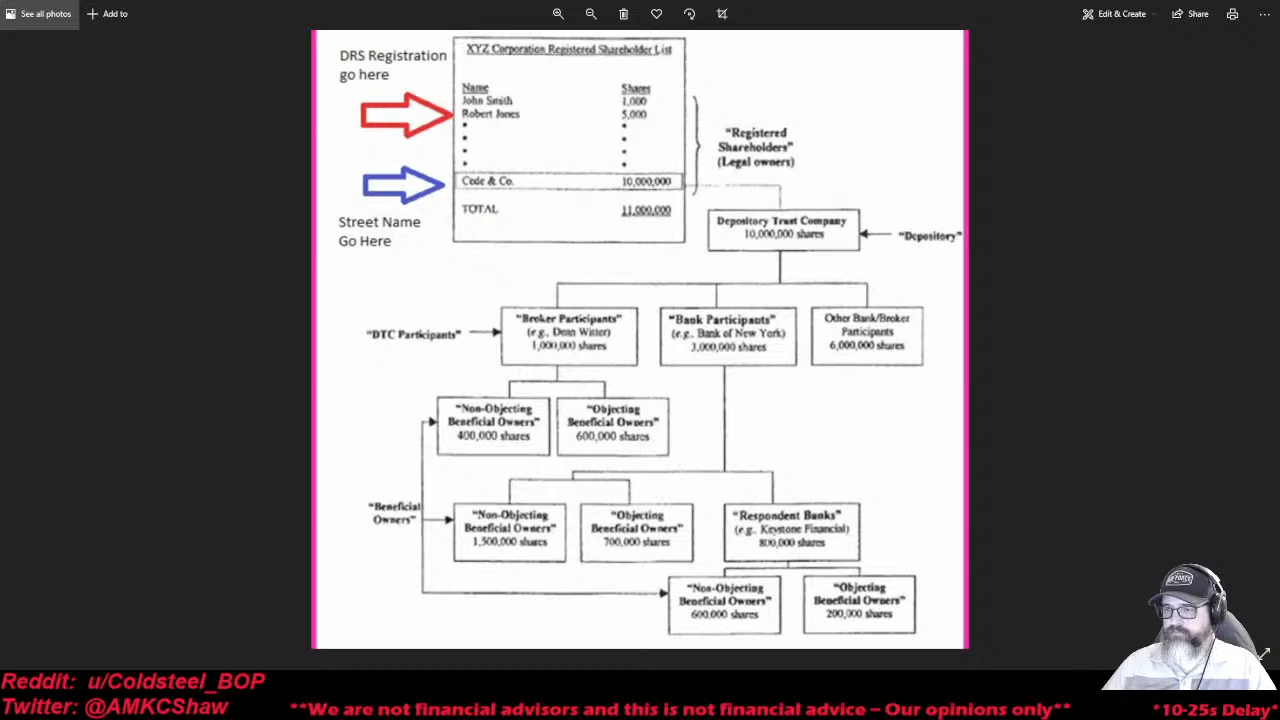 See all photos
Add to
Edit & Create
Share
DRS Registration
go here
XYZ Corporation Registered Shareholder List
Name Shares
John Smith 1,000
Robert Jones 5,000
Cede & Co. 10,000,000
TOTAL 11,000,000
Street Name
Go Here
"Registered
Shareholders"
(Legal owners)
Depository Trust Company
10,000,000 shares
"Depository"
"DTC Participants"
"Broker Participants"
(e.g., Dean Witter)
1,000,000 shares
"Bank Participants"
(e.g., Bank of New York)
3,000,000 shares
Other Bank/Broker
Participants
6,000,000 shares
"Non-Objecting
Beneficial Owners"
400,000 shares
"Objecting
Beneficial Owners"
600,000 shares
"Beneficial
Owners"
"Non-Objecting
Beneficial Owners"
1,500,000 shares
"Objecting
Beneficial Owners"
700,000 shares
"Respondent Banks"
(e.g., Keystone Financial)
800,000 shares
"Non-Objecting
Beneficial Owners"
600,000 shares
"Objecting
Beneficial Owners"
200,000 shares
Reddit: u/Coldsteel_BOP
Twitter: @AMKCShaw
**We are not financial advisors and this is not financial advice – Our opinions only**
*10-25s Delay*